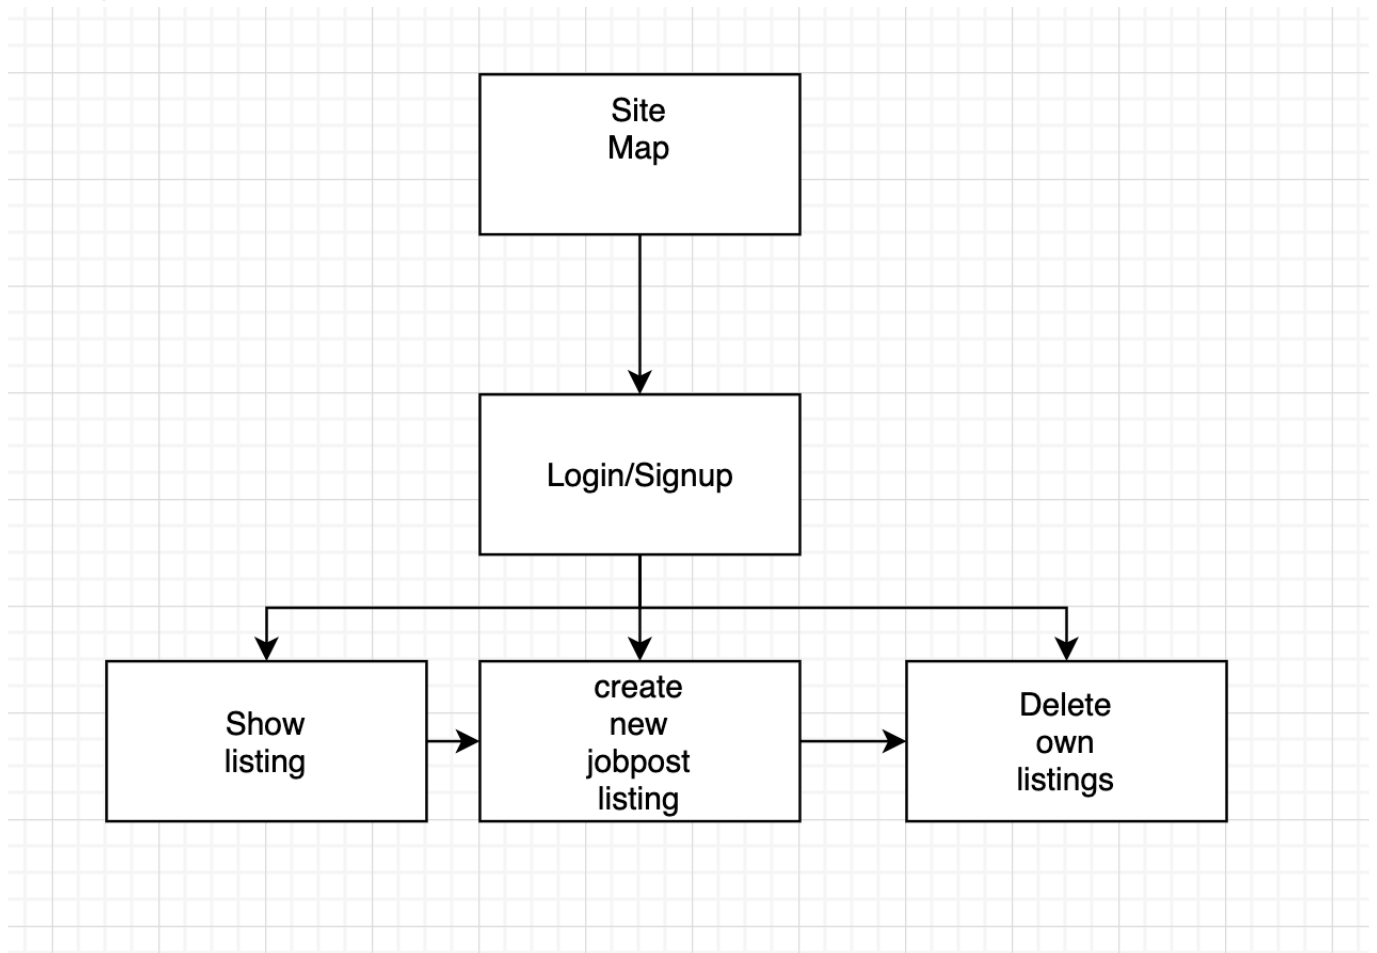 Site
Map
Login/Signup
Show
listing
create
new
jobpost
listing
Delete
own
listings